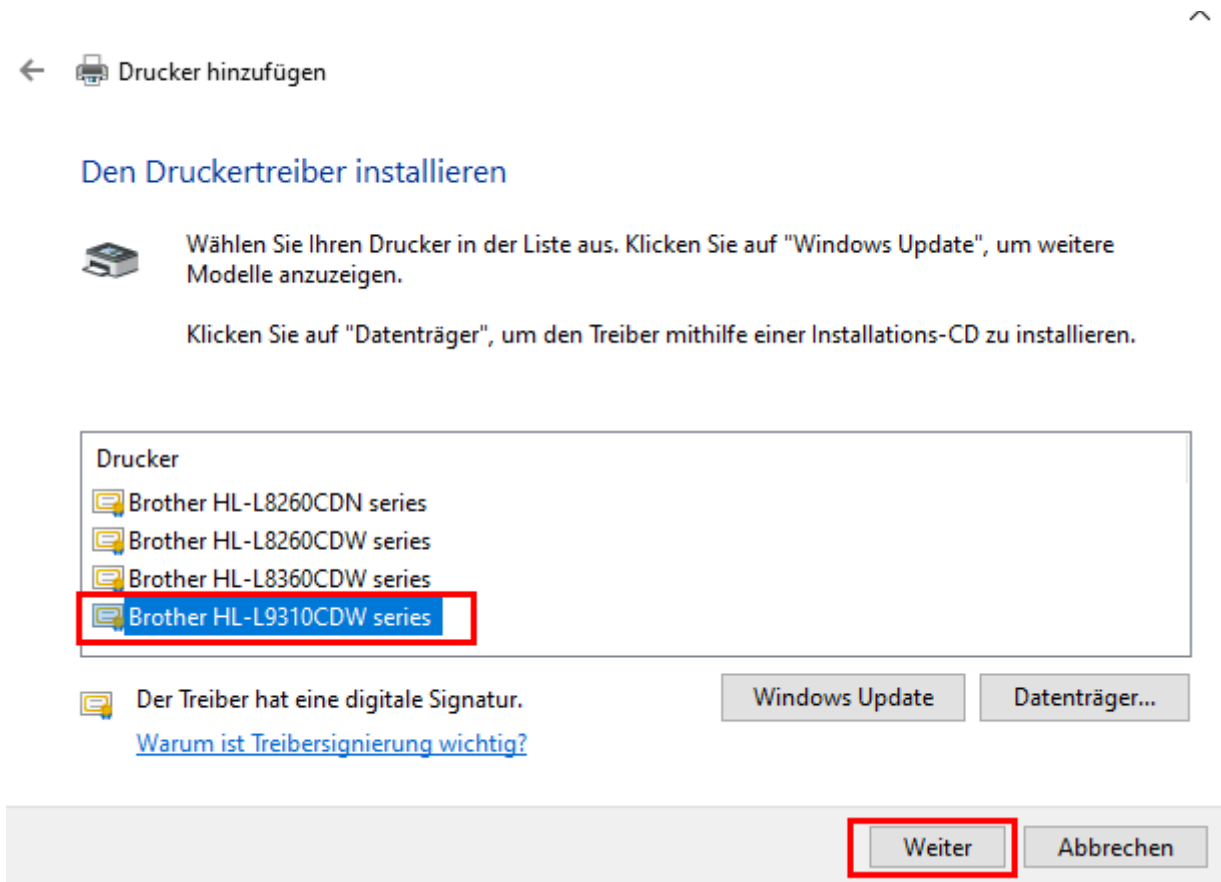 Drucker hinzufügen
Den Druckertreiber installieren
Wählen Sie Ihren Drucker in der Liste aus. Klicken Sie auf "Windows Update", um weitere
Modelle anzuzeigen.
Klicken Sie auf "Datenträger", um den Treiber mithilfe einer Installations-CD zu installieren.
Drucker
Brother HL-L8260CDN series
Brother HL-L8260CDW series
Brother HL-L8360CDW series
Brother HL-L9310CDW series
Der Treiber hat eine digitale Signatur.
Windows Update
Datenträger...
Warum ist Treibersignierung wichtig?
Weiter
Abbrechen